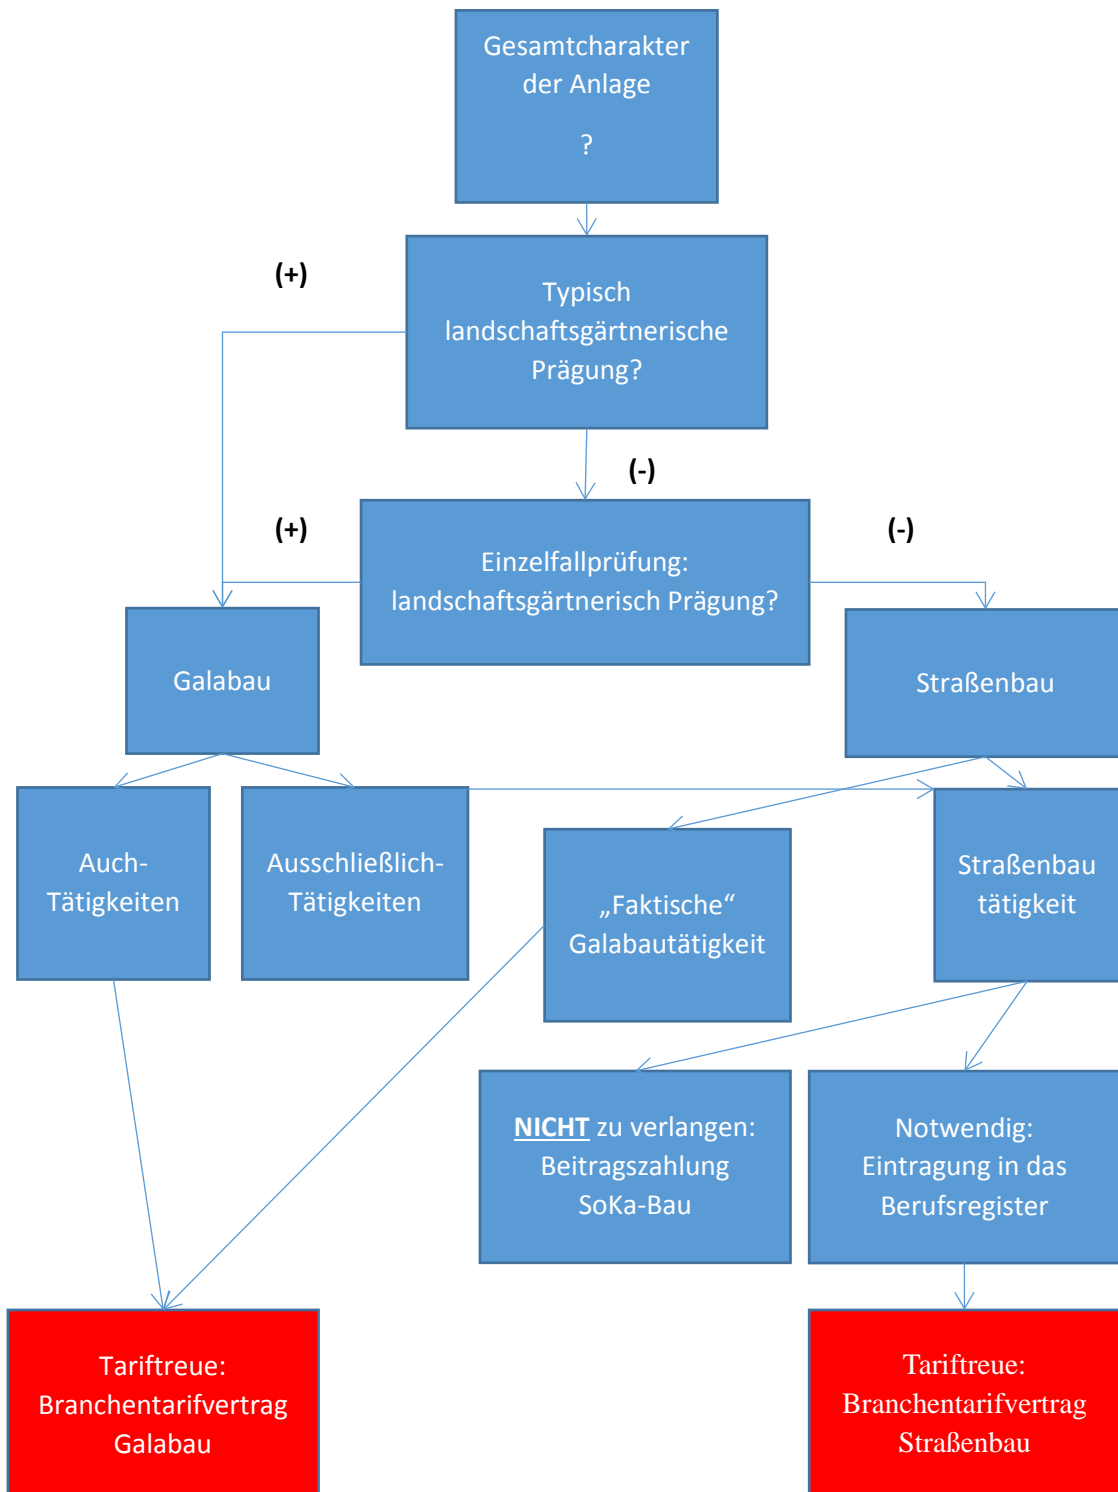 Gesamtcharakter
der Anlage
?
(+)
Typisch
landschaftsgärtnerische
Prägung?
(-)
(+)
(-)
Einzelfallprüfung:
landschaftsgärtnerisch Prägung?
Galabau
Straßenbau
Auch-
Tätigkeiten
Ausschließlich-
Tätigkeiten
„Faktische“
Galabautätigkeit
Straßenbau
tätigkeit
NICHT zu verlangen:
Beitragszahlung
SoKa-Bau
Notwendig:
Eintragung in das
Berufsregister
Tariftreue:
Branchentarifvertrag
Galabau
Tariftreue:
Branchentarifvertrag
Straßenbau